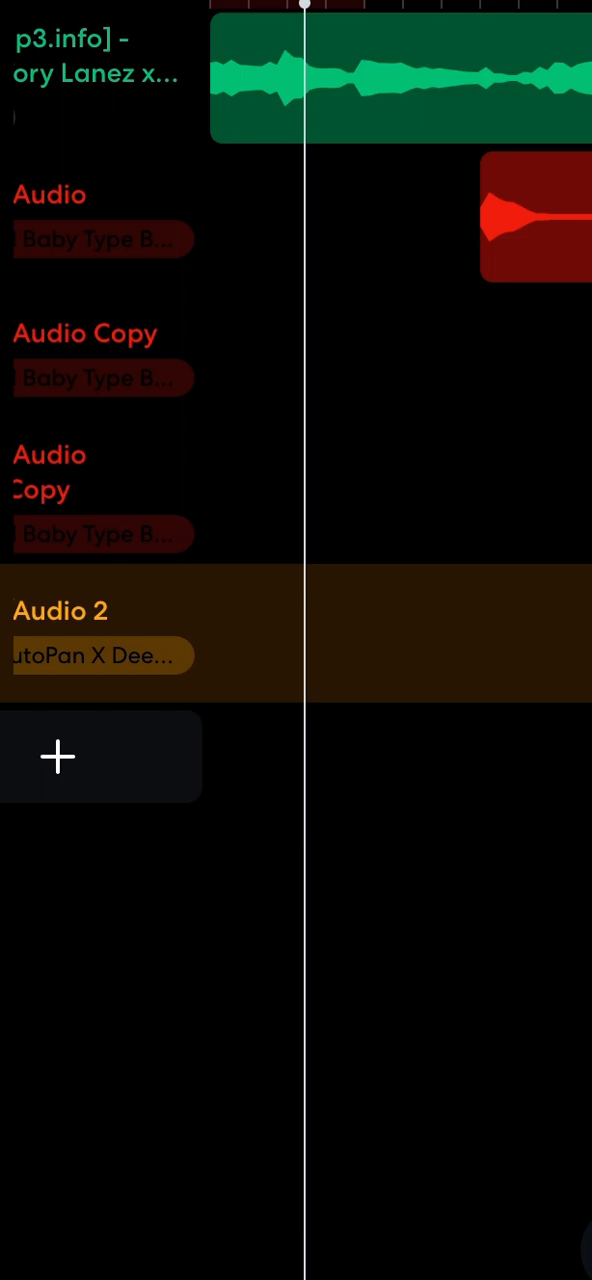 p3.info] -
ory Lanez x...
Audio
Baby Type B...
Audio Copy
Baby Type B...
Audio
Copy
Baby Type B...
Audio 2
utoPan X Dee...